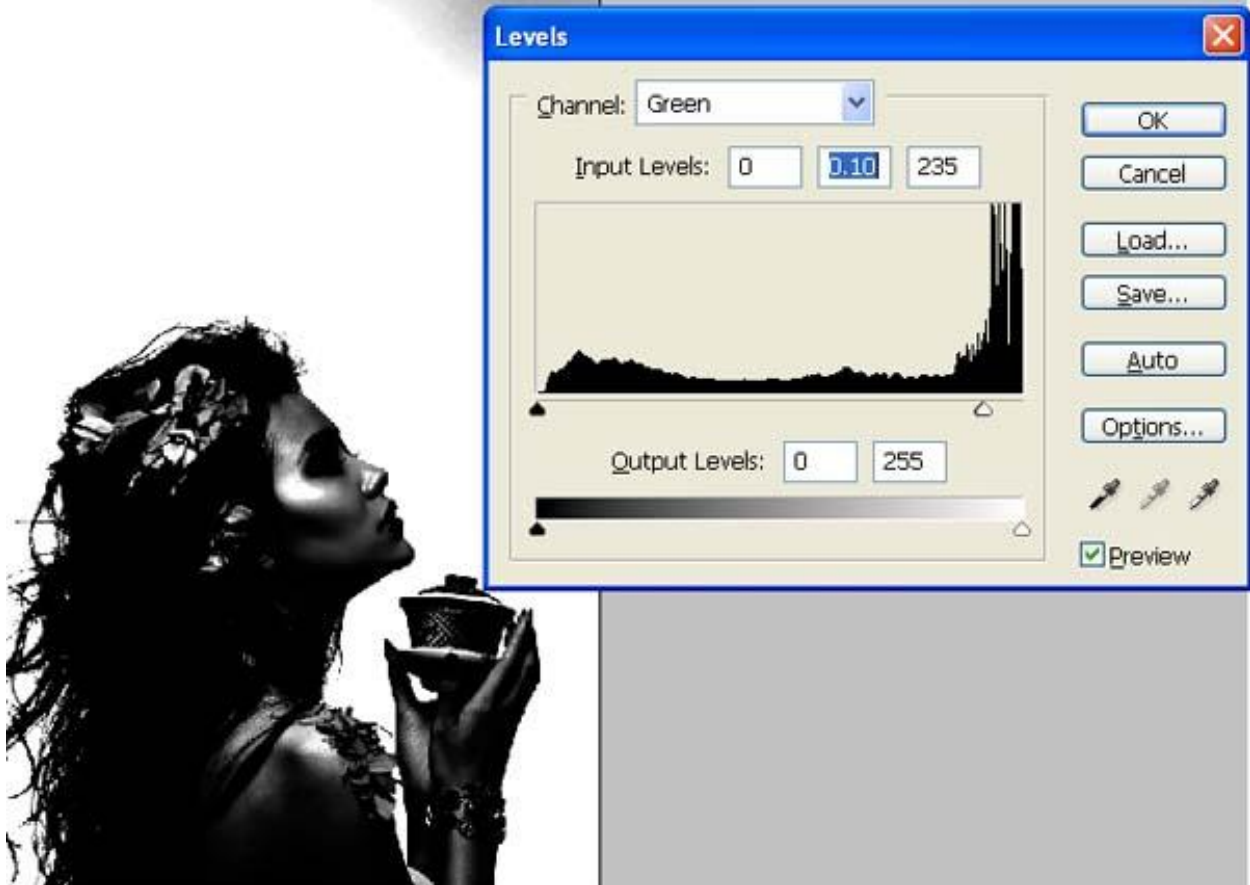 Levels
Channel: Green
Input Levels: 0 0.10 235
Output Levels: 0 255
OK
Cancel
Load...
Save...
Auto
Options...
Preview